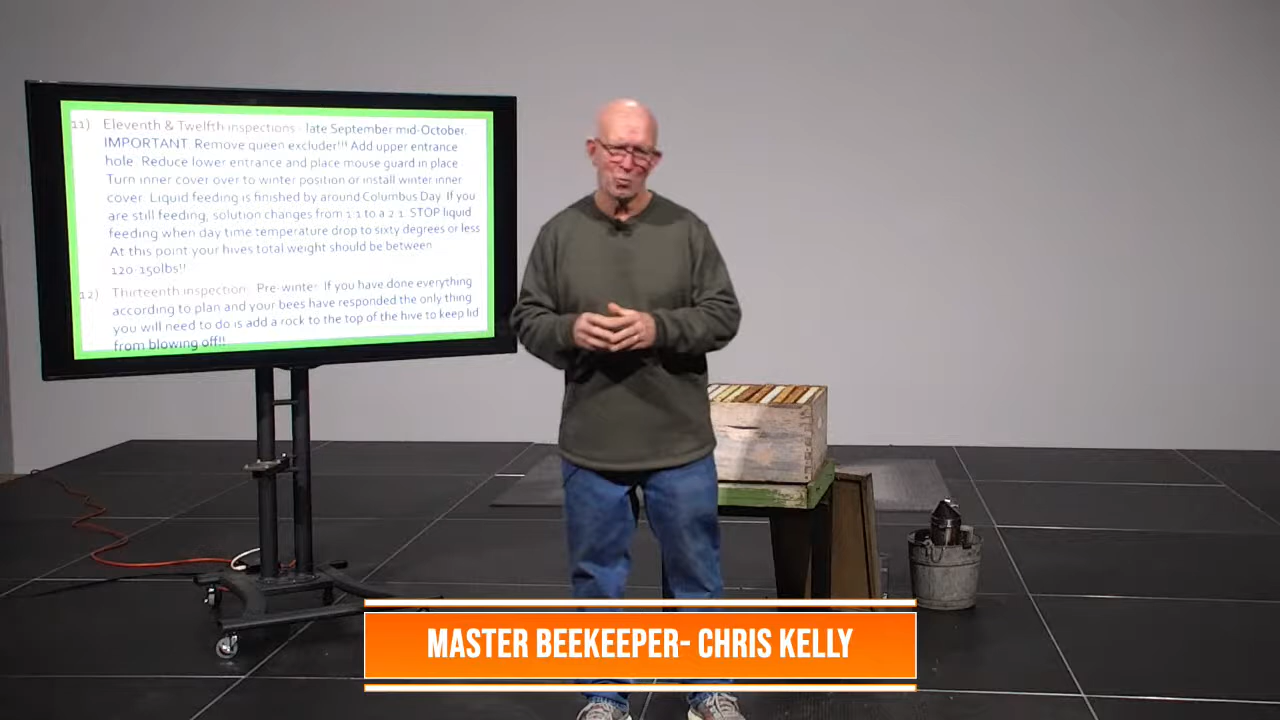 11) Eleventh & Twelfth inspections - late September mid-October.
IMPORTANT Remove queen excluder!!! Add upper entrance
hole. Reduce lower entrance and place mouse guard in place
Turn inner cover over to winter position or install winter inner
cover. Liquid feeding is finished by around Columbus Day. If you
are still feeding, solution changes from 1:1 to a 2:1. STOP liquid
feeding when day time temperature drop to sixty degrees or less
At this point your hives total weight should be between
120-150lbs!!
12) Thirteenth inspection - Pre-winter. If you have done everything
according to plan and your bees have responded the only thing
you will need to do is add a rock to the top of the hive to keep lid
from blowing off!!
MASTER BEEKEEPER- CHRIS KELLY